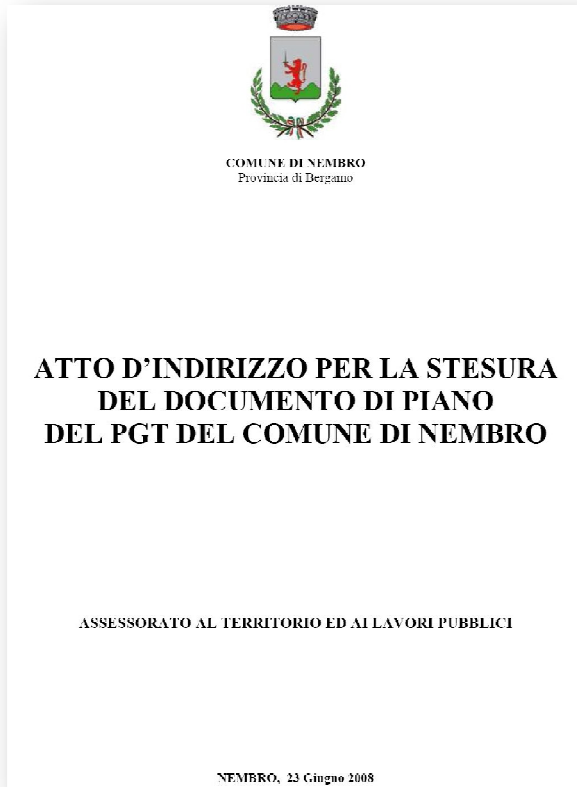 COMUNE DI NEMBRO
Provincia di Bergamo
ATTO D'INDIRIZZO PER LA STESURA
DEL DOCUMENTO DI PIANO
DEL PGT DEL COMUNE DI NEMBRO
ASSESSORATO AL TERRITORIO ED AI LAVORI PUBBLICI
NEMBRO, 23 Giugno 2008